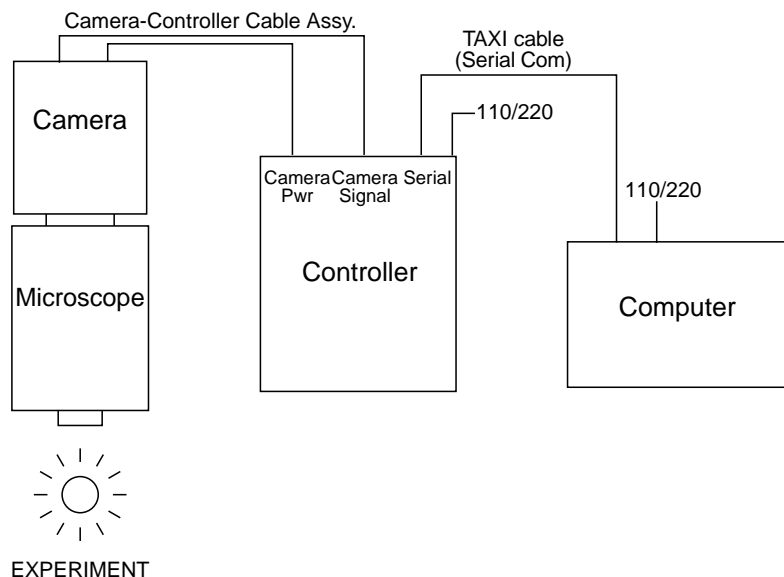 Camera-Controller Cable Assy.
TAXI cable
(Serial Com)
Camera
110/220
Camera Camera Serial
Pwr Signal
110/220
Controller
Microscope
Computer
EXPERIMENT